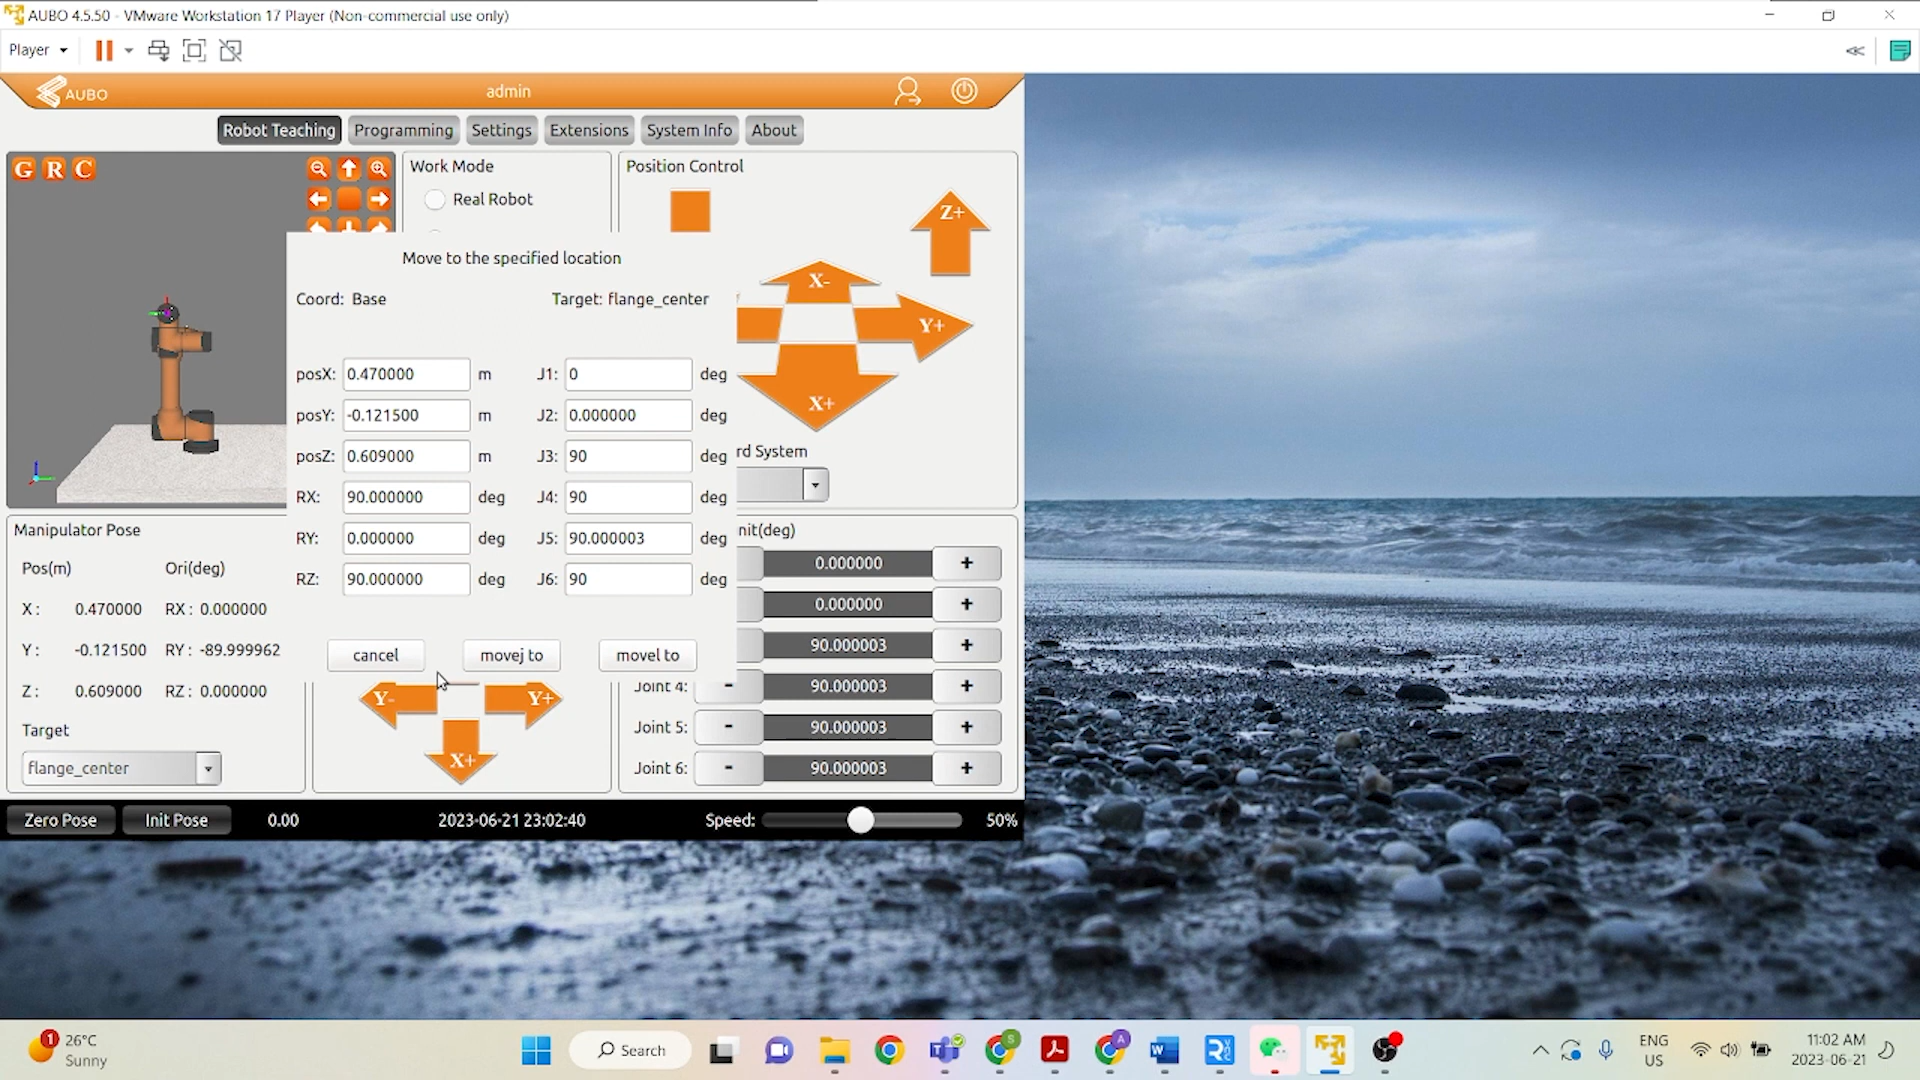 AUBO 4.5.50 - VMware Workstation 17 Player (Non-commercial use only)
Player
AUBO
admin
Robot Teaching
Programming
Settings
Extensions
System Info
About
G R C
Work Mode
Real Robot
Position Control
Z+
X-
Y+
X+
Move to the specified location
Coord: Base
Target: flange_center
posX: 0.470000 m
J1: 0 deg
posY: -0.121500 m
J2: 0.000000 deg
posZ: 0.609000 m
J3: 90 deg
RX: 90.000000 deg
J4: 90 deg
RY: 0.000000 deg
J5: 90.000003 deg
RZ: 90.000000 deg
J6: 90 deg
cancel
movej to
movel to
rd System
nit(deg)
0.000000 +
0.000000 +
90.000003 +
Joint 4: - 90.000003 +
Joint 5: - 90.000003 +
Joint 6: - 90.000003 +
Manipulator Pose
Pos(m)
Ori(deg)
X : 0.470000
RX : 0.000000
Y : -0.121500
RY : -89.999962
Z : 0.609000
RZ : 0.000000
Target
flange_center
Y-
Y+
X+
Zero Pose
Init Pose
0.00
2023-06-21 23:02:40
Speed:
50%
1
26°C
Sunny
Search
ENG
US
11:02 AM
2023-06-21